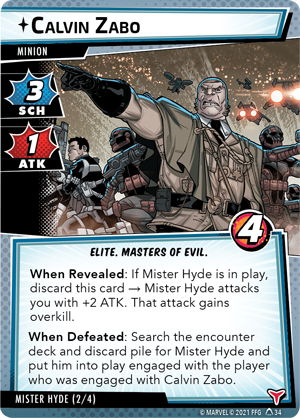 Calvin Zabo
MINION
3
SCH
1
ATK
4
ELITE. MASTERS OF EVIL.
When Revealed: If Mister Hyde is in play,
discard this card → Mister Hyde attacks
you with +2 ATK. That attack gains
overkill.
When Defeated: Search the encounter
deck and discard pile for Mister Hyde and
put him into play engaged with the player
who was engaged with Calvin Zabo.
MISTER HYDE (2/4)
© MARVEL © 2021 FFG 34